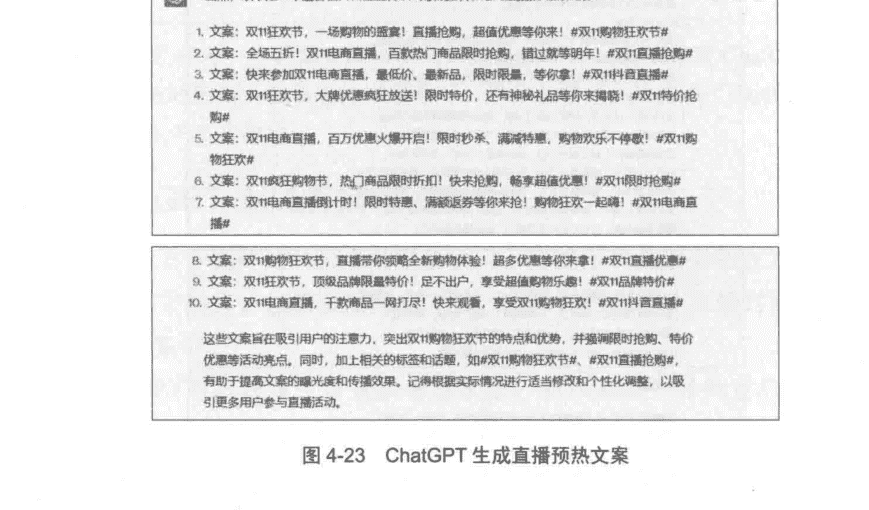 1. 文案：双11狂欢节，一场购物的盛宴！直播抢购，超值优惠等你来！#双11购物狂欢节#
2. 文案：全场五折！双11电商直播，百款热门商品限时抢购，错过就等明年！#双11直播抢购#
3. 文案：快来参加双11电商直播，最低价、最新品，限时限量，等你拿！#双11抖音直播#
4. 文案：双11狂欢节，大牌优惠疯狂放送！限时特价，还有神秘礼品等你来揭晓！#双11特价抢
购#
5. 文案：双11电商直播，百万优惠火爆开启！限时秒杀、满减特惠，购物欢乐不停歇！#双11购
物狂欢#
6. 文案：双11疯狂购物节，热门商品限时折扣！快来抢购，畅享超值优惠！#双11限时抢购#
7. 文案：双11电商直播倒计时！限时特惠、满额返券等你来抢！购物狂欢一起嗨！#双11电商直
播#
8. 文案：双11购物狂欢节，直播带你领略全新购物体验！超多优惠等你来拿！#双11直播优惠#
9. 文案：双11狂欢节，顶级品牌限量特价！足不出户，享受超值购物乐趣！#双11品牌特价#
10. 文案：双11电商直播，千款商品一网打尽！快来观看，享受双11购物狂欢！#双11抖音直播#
这些文案旨在吸引用户的注意力，突出双11购物狂欢节的特点和优势，并强调限时抢购、特价
优惠等活动亮点。同时，加上相关的标签和话题，如#双11购物狂欢节#、#双11直播抢购#，
有助于提高文案的曝光度和传播效果。记得根据实际情况进行适当修改和个性化调整，以吸
引更多用户参与直播活动。
图 4-23 ChatGPT 生成直播预热文案